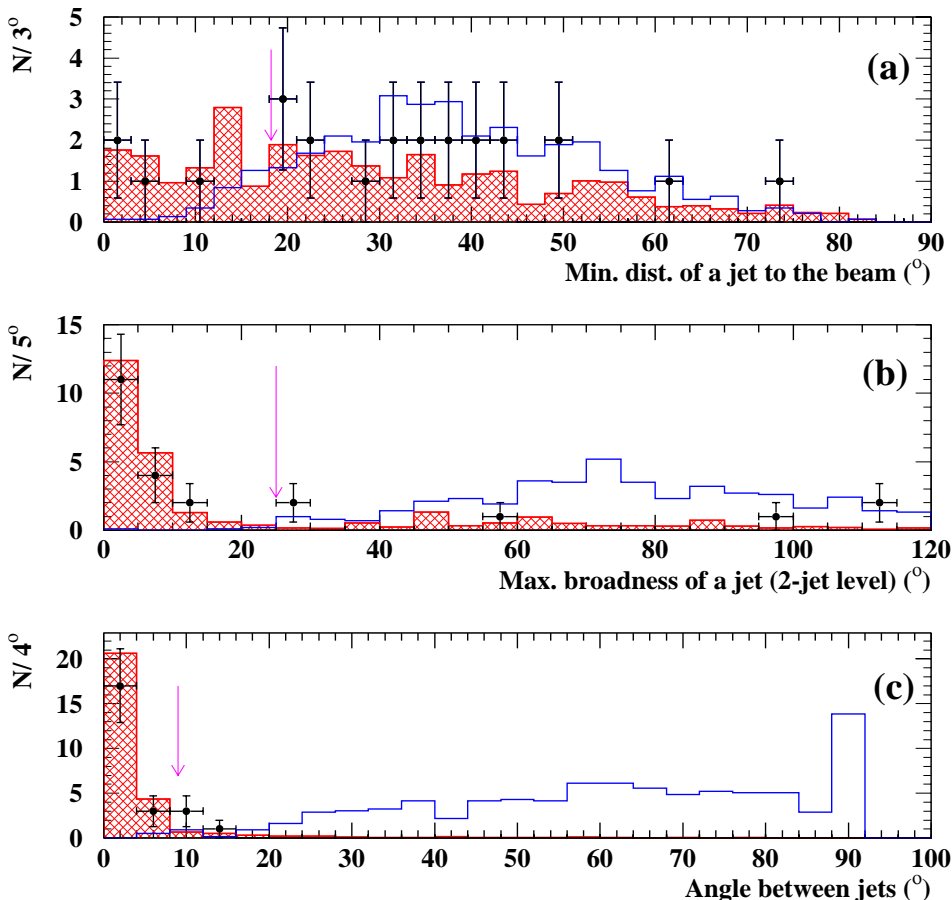 N/ 3°
5
4
3
2
1
0
(a)
0 10 20 30 40 50 60 70 80 90
Min. dist. of a jet to the beam (°)
N/ 5°
15
10
5
0
(b)
0 20 40 60 80 100 120
Max. broadness of a jet (2-jet level) (°)
N/ 4°
20
15
10
5
0
(c)
0 10 20 30 40 50 60 70 80 90 100
Angle between jets (°)